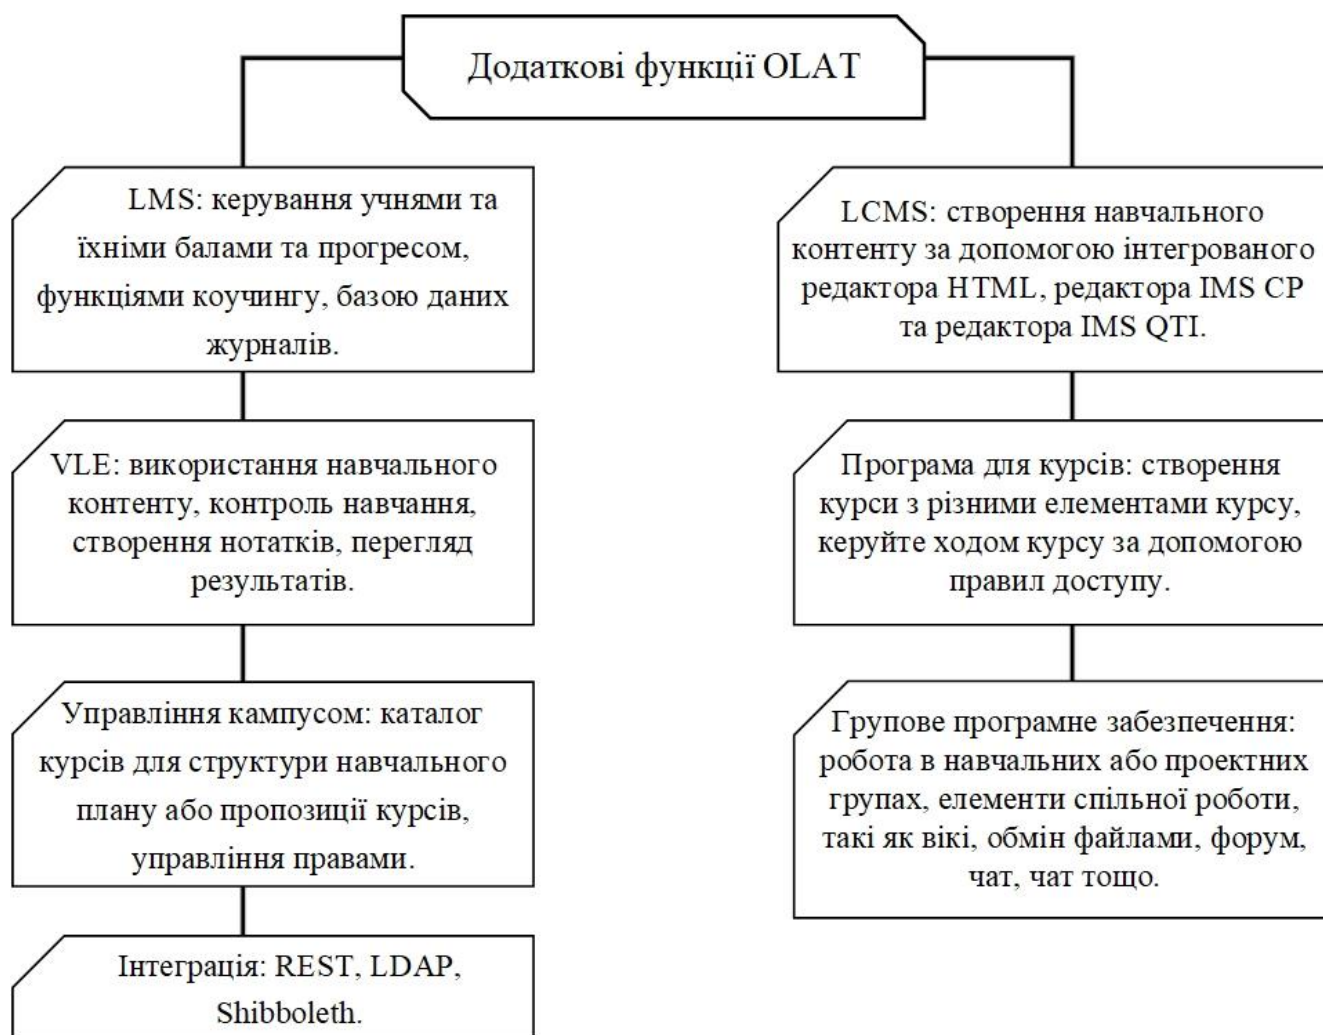 Додаткові функції OLAT
LMS: керування учнями та
їхніми балами та прогресом,
функціями коучингу, базою даних
журналів.
VLE: використання навчального
контенту, контроль навчання,
створення нотатків, перегляд
результатів.
Управління кампусом: каталог
курсів для структури навчального
плану або пропозиції курсів,
управління правами.
Інтеграція: REST, LDAP,
Shibboleth.
LCMS: створення навчального
контенту за допомогою інтегрованого
редактора HTML, редактора IMS CP
та редактора IMS QTI.
Програма для курсів: створення
курси з різними елементами курсу,
керуйте ходом курсу за допомогою
правил доступу.
Групове програмне забезпечення:
робота в навчальних або проектних
групах, елементи спільної роботи,
такі як вікі, обмін файлами, форум,
чат, чат тощо.